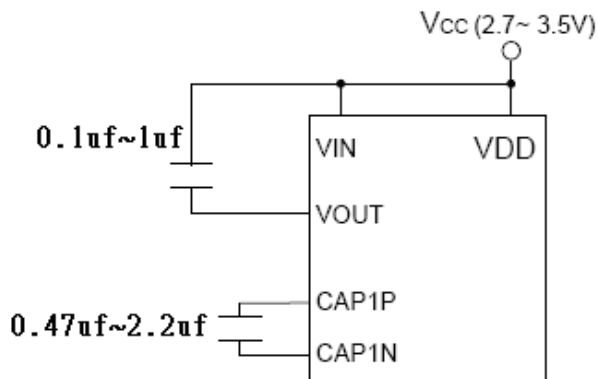 Vcc (2.7~ 3.5V)
0.1uf~1uf
VIN
VDD
VOUT
CAP1P
0.47uf~2.2uf
CAP1N